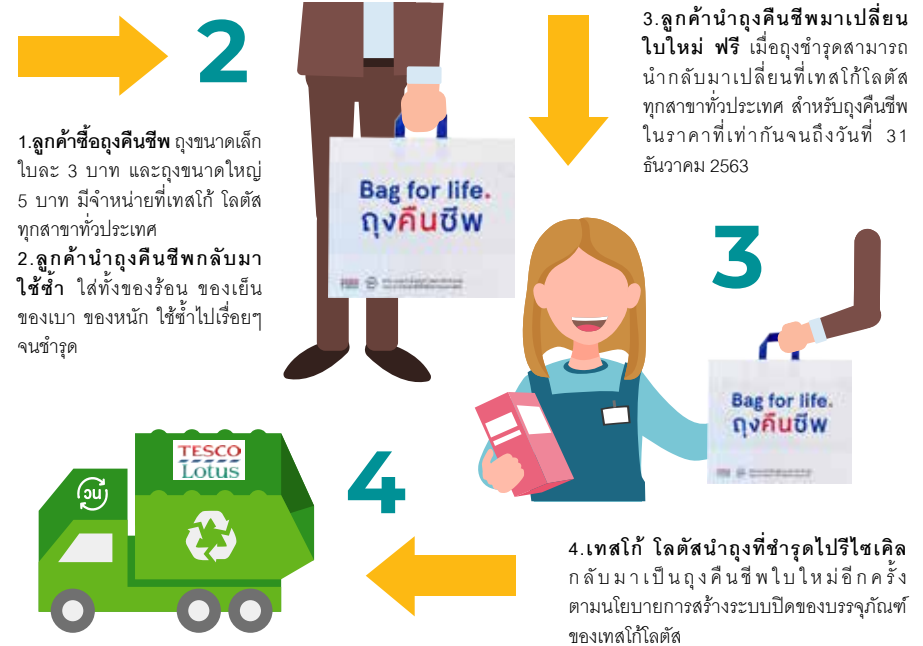 2
1.ลูกค้าซื้อถุงคืนชีพ ถุงขนาดเล็ก
ใบละ 3 บาท และถุงขนาดใหญ่
5 บาท มีจำหน่ายที่เทสโก้ โลตัส
ทุกสาขาทั่วประเทศ
2.ลูกค้านำถุงคืนชีพกลับมา
ใช้ซ้ำ ใส่ทั้งของร้อน ของเย็น
ของเบา ของหนัก ใช้ซ้ำไปเรื่อยๆ
จนชำรุด
Bag for life.
ถุงคืนชีพ
3.ลูกค้านำถุงคืนชีพมาเปลี่ยน
ใบใหม่ ฟรี เมื่อถุงชำรุดสามารถ
นำกลับมาเปลี่ยนที่เทสโก้โลตัส
ทุกสาขาทั่วประเทศ สำหรับถุงคืนชีพ
ในราคาที่เท่ากันจนถึงวันที่ 31
ธันวาคม 2563
3
Bag for life.
ถุงคืนชีพ
TESCO
Lotus
วน
4
4.เทสโก้ โลตัสนำถุงที่ชำรุดไปรีไซเคิล
กลับมาเป็นถุงคืนชีพใบใหม่อีกครั้ง
ตามนโยบายการสร้างระบบปิดของบรรจุภัณฑ์
ของเทสโก้โลตัส